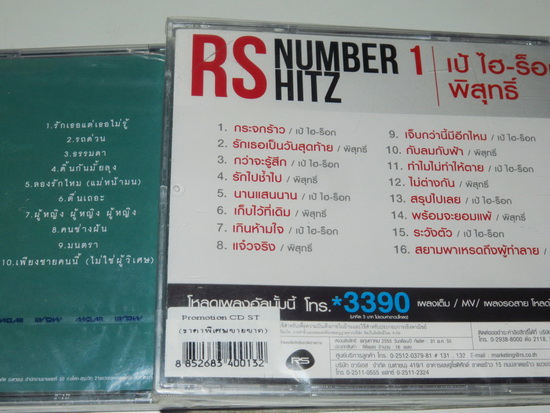 1.รักเธอแต่เธอไม่รู้
2.รถด่วน
3.ธรรมดา
4.ดิ้นกันมั้ยลุง
5.ลองรักไหม (แม่หน้ามน)
6.ตื่นเถอะ
7.ผู้หญิง ผู้หญิง ผู้หญิง
8.คนช่างฝัน
9.มนตรา
10.เพียงชายคนนี้ (ไม่ใช่ผู้วิเศษ)
RS NUMBER 1 HITZ
เป้ ไฮ-ร็อก
พิสุทธิ์
1. กระจกร้าว / เป้ ไฮ-ร็อก
2. รักเธอเป็นวันสุดท้าย / พิสุทธิ์
3. กว่าจะรู้สึก / เป้ ไฮ-ร็อก
4. รักไปช้ำไป / พิสุทธิ์
5. นานแสนนาน / เป้ ไฮ-ร็อก
6. เก็บไว้ที่เดิม / พิสุทธิ์
7. เกินห้ามใจ / เป้ ไฮ-ร็อก
8. แจ๋วจริง / พิสุทธิ์
9. เจ็บกว่านี้มีอีกไหม / เป้ ไฮ-ร็อก
10. กับลมกับฟ้า / พิสุทธิ์
11. ทำไมไม่ทำให้ตาย / เป้ ไฮ-ร็อก
12. ไม่ต่างกัน / พิสุทธิ์
13. สรุปไปเลย / เป้ ไฮ-ร็อก
14. พร้อมจะยอมแพ้ / พิสุทธิ์
15. ระวังตัว / เป้ ไฮ-ร็อก
16. สยามพาเหรดถึงผู้ทำลาย
โหลดเพลงอัลบั้มนี้ โทร. *3390 เพลงเต็ม / MV / เพลงรอสาย
Promotion CD ST
(ราคาพิเศษขายขาด)
8 852683 400132
RS